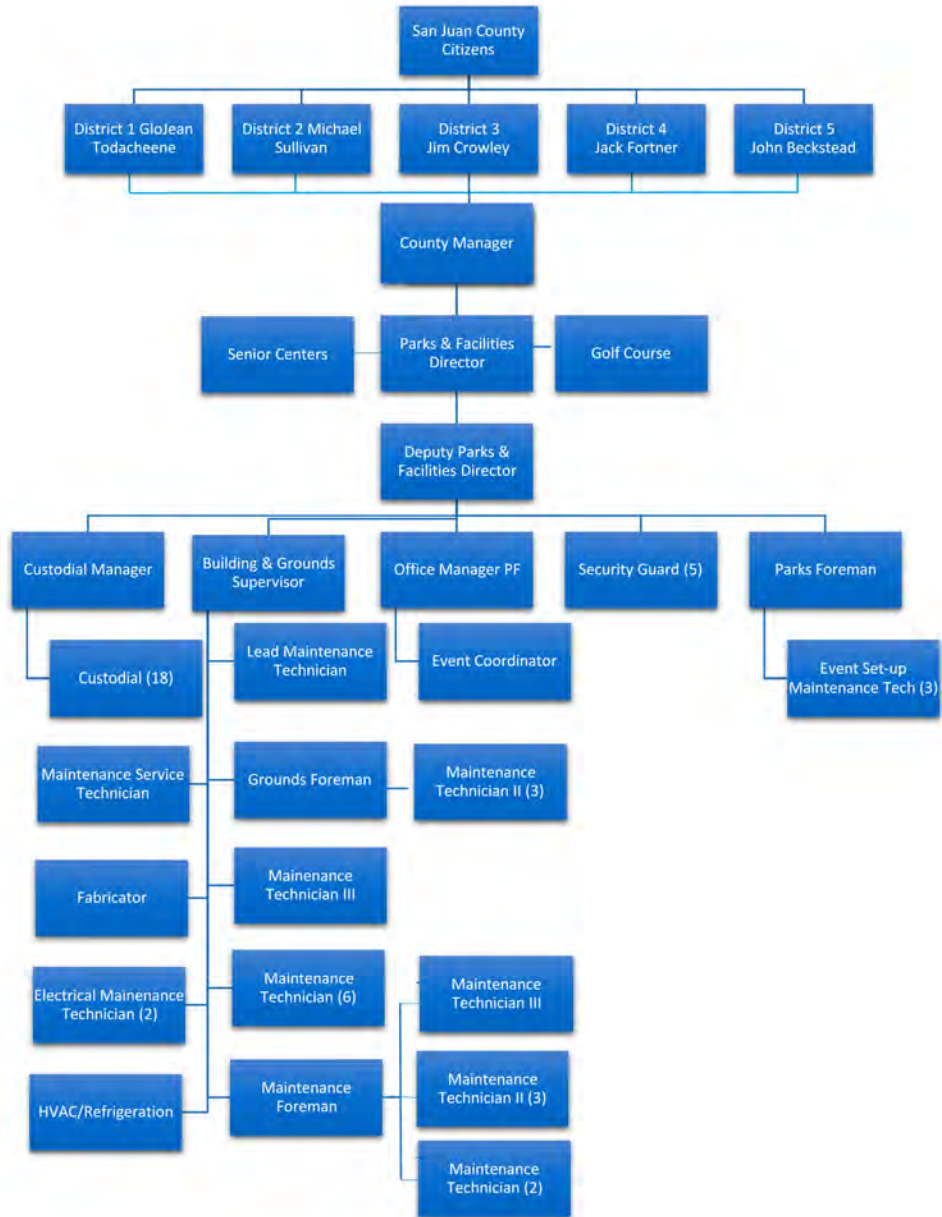 San Juan County
Citizens
District 1 GloJean
Todacheene
District 2 Michael
Sullivan
District 3
Jim Crowley
District 4
Jack Fortner
District 5
John Beckstead
County Manager
Senior Centers
Parks & Facilities
Director
Golf Course
Deputy Parks &
Facilities Director
Custodial Manager
Building & Grounds
Supervisor
Office Manager PF
Security Guard (5)
Parks Foreman
Custodial (18)
Lead Maintenance
Technician
Event Coordinator
Event Set-up
Maintenance Tech (3)
Maintenance Service
Technician
Grounds Foreman
Maintenance
Technician II (3)
Fabricator
Mainenance
Technician III
Electrical Mainenance
Technician (2)
Maintenance
Technician (6)
Maintenance
Technician III
HVAC/Refrigeration
Maintenance
Foreman
Maintenance
Technician II (3)
Maintenance
Technician (2)